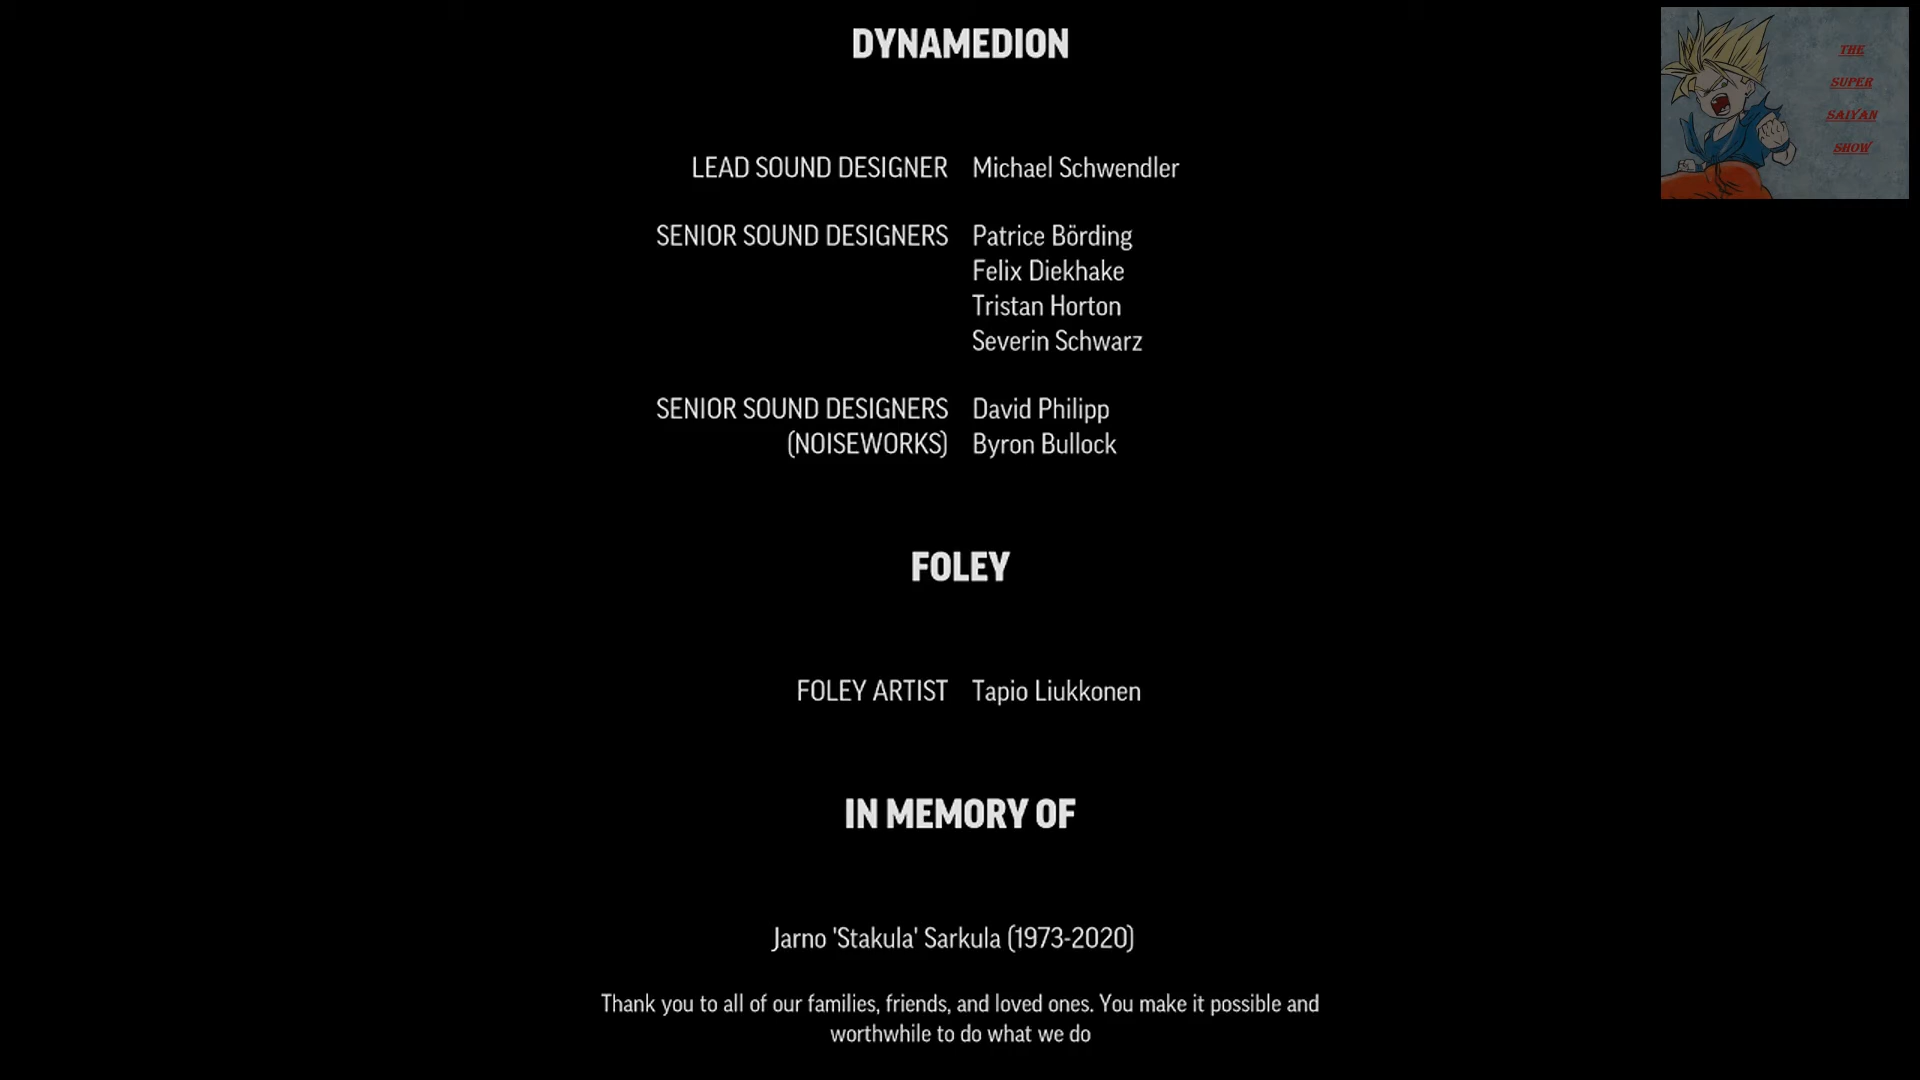 DYNAMEDION
LEAD SOUND DESIGNER Michael Schwendler
SENIOR SOUND DESIGNERS Patrice Börding
Felix Diekhake
Tristan Horton
Severin Schwarz
SENIOR SOUND DESIGNERS David Philipp
(NOISEWORKS) Byron Bullock
FOLEY
FOLEY ARTIST Tapio Liukkonen
IN MEMORY OF
Jarno 'Stakula' Sarkula (1973-2020)
Thank you to all of our families, friends, and loved ones. You make it possible and
worthwhile to do what we do
THE
SUPER
SAIYAN
SHOW